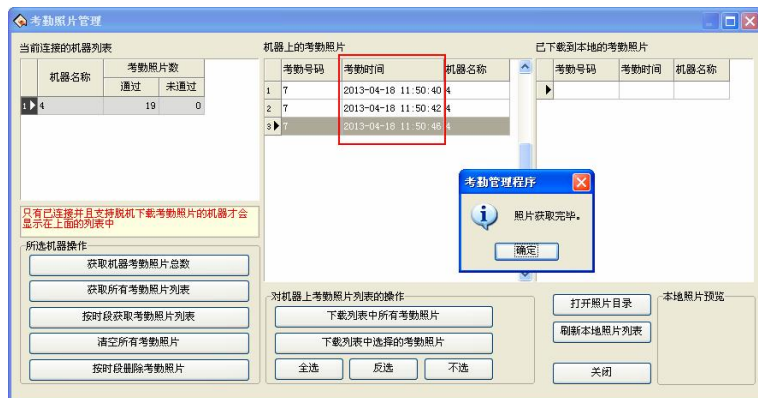 考勤照片管理
当前连接的机器列表
机器名称 考勤照片数
通过 未通过
1 4 19 0
只有已连接并且支持脱机下载考勤照片的机器才会
显示在上面的列表中
所选机器操作
获取机器考勤照片总数
获取所有考勤照片列表
按时段获取考勤照片列表
清空所有考勤照片
按时段删除考勤照片
机器上的考勤照片
考勤号码 考勤时间 机器名称
1 7 2013-04-18 11:50:40 4
2 7 2013-04-18 11:50:42 4
3 7 2013-04-18 11:50:46 4
对机器上考勤照片列表的操作
下载列表中所有考勤照片
下载列表中选择的考勤照片
全选 反选 不选
已下载到本地的考勤照片
考勤号码 考勤时间 机器名称
考勤管理程序
照片获取完毕。
确定
打开照片目录
刷新本地照片列表
关闭
本地照片预览